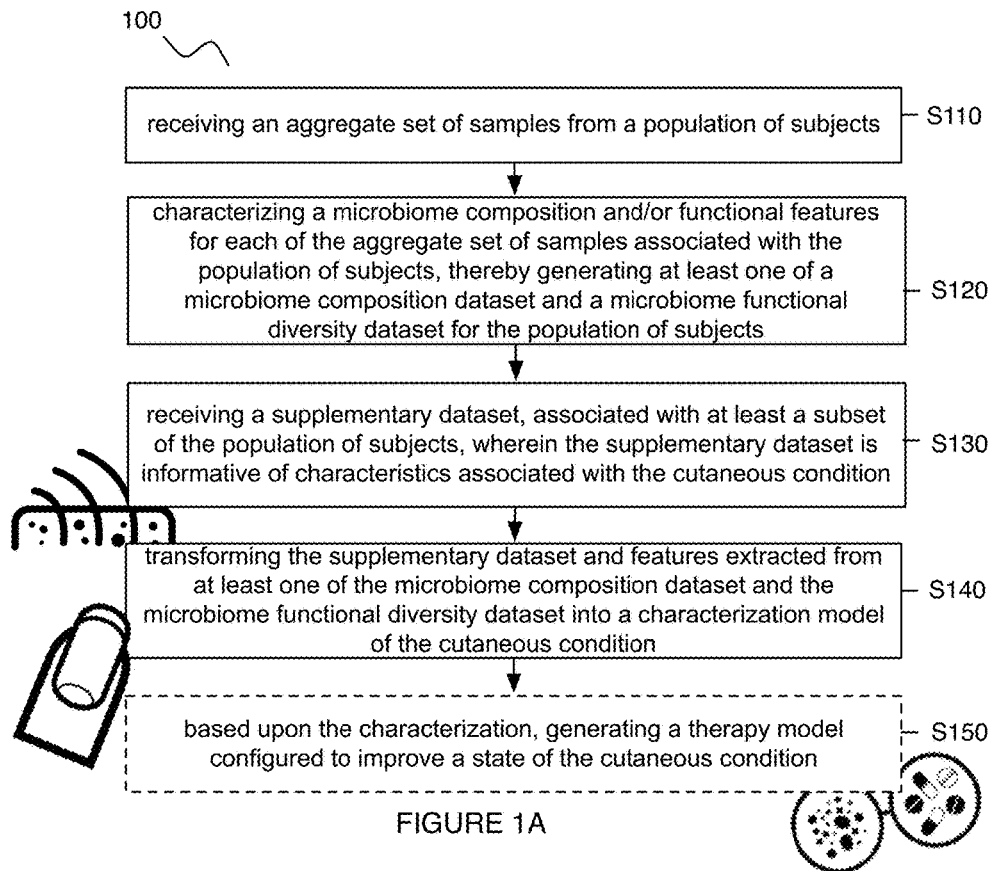 100
receiving an aggregate set of samples from a population of subjects
S110
characterizing a microbiome composition and/or functional features
for each of the aggregate set of samples associated with the
population of subjects, thereby generating at least one of a
microbiome composition dataset and a microbiome functional
diversity dataset for the population of subjects
S120
receiving a supplementary dataset, associated with at least a subset
of the population of subjects, wherein the supplementary dataset is
informative of characteristics associated with the cutaneous condition
S130
transforming the supplementary dataset and features extracted from
at least one of the microbiome composition dataset and the
microbiome functional diversity dataset into a characterization model
of the cutaneous condition
S140
based upon the characterization, generating a therapy model
configured to improve a state of the cutaneous condition
S150
FIGURE 1A